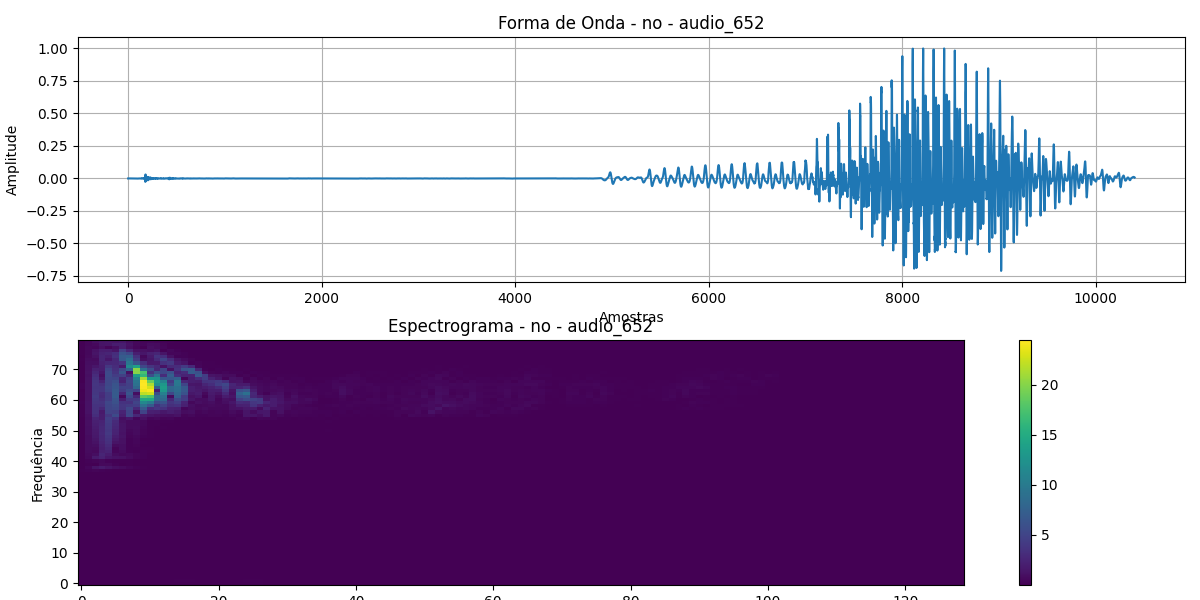 Forma de Onda - no - audio_652
1.00
0.75
0.50
0.25
0.00
−0.25
−0.50
−0.75
Amplitude
0 2000 4000 6000 8000 10000
Amostras
Espectrograma - no - audio_652
70
60
50
40
30
20
10
0
Frequência
0 20 40 60 80 100 120
20
15
10
5